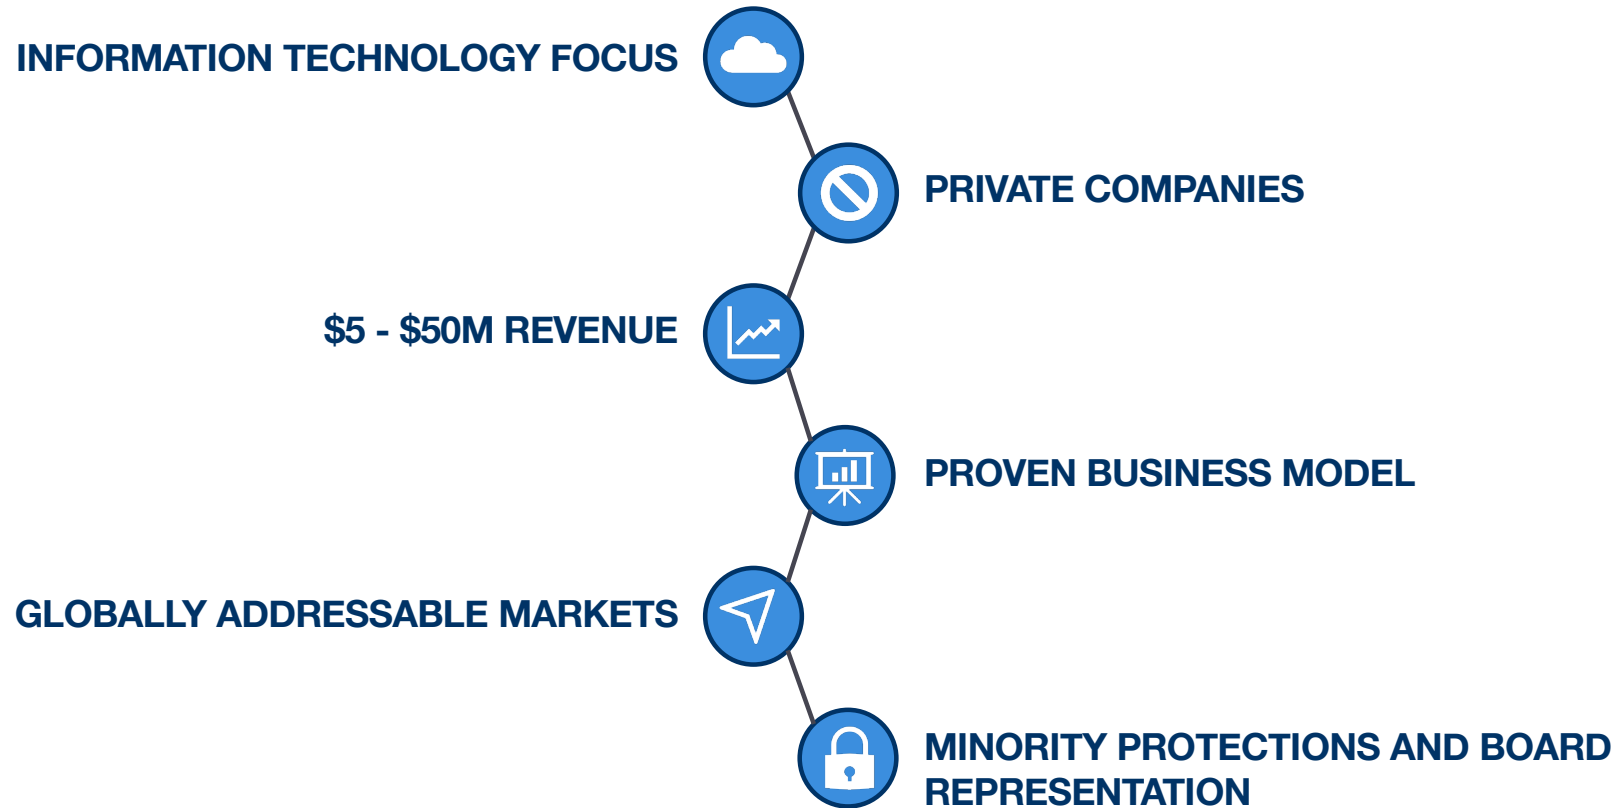 INFORMATION TECHNOLOGY FOCUS
PRIVATE COMPANIES
$5 - $50M REVENUE
PROVEN BUSINESS MODEL
GLOBALLY ADDRESSABLE MARKETS
MINORITY PROTECTIONS AND BOARD
REPRESENTATION